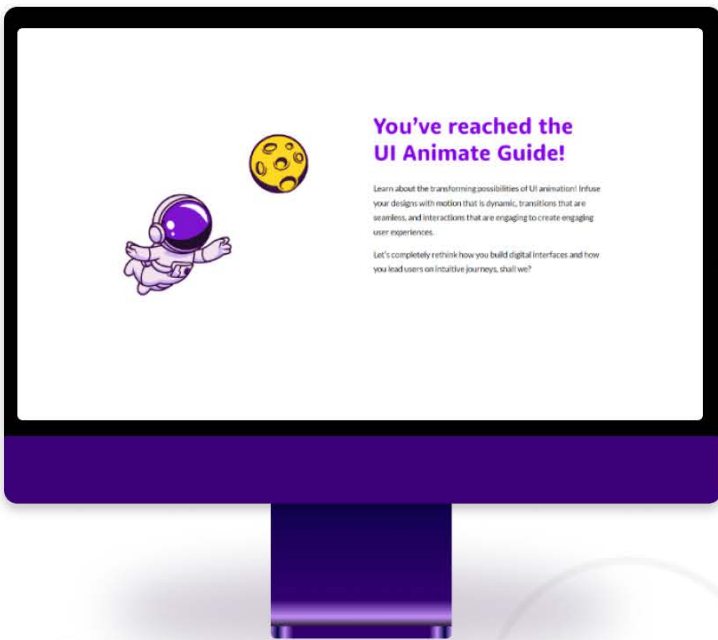 You've reached the
UI Animate Guide!
Learn about the transforming possibilities of UI animation! Infuse
your designs with motion that is dynamic, transitions that are
seamless, and interactions that are engaging to create engaging
user experiences.
Let's completely rethink how you build digital interfaces and how
you lead users on intuitive journeys, shall we?